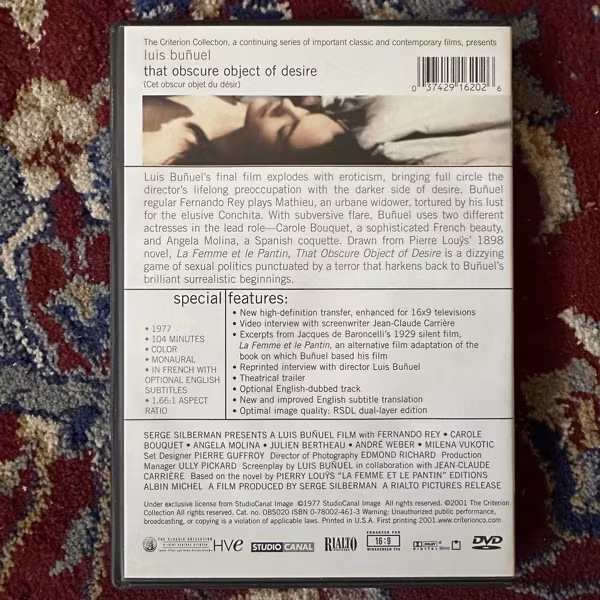 The Criterion Collection, a continuing series of important classic and contemporary films, presents
luis buñuel
that obscure object of desire
(Cet obscur objet du désir)
0 37429 16202 6
Luis Buñuel's final film explodes with eroticism, bringing full circle the
director's lifelong preoccupation with the darker side of desire. Buñuel
regular Fernando Rey plays Mathieu, an urbane widower, tortured by his lust
for the elusive Conchita. With subversive flare, Buñuel uses two different
actresses in the lead role—Carole Bouquet, a sophisticated French beauty,
and Angela Molina, a Spanish coquette. Drawn from Pierre Louÿs' 1898
novel, La Femme et le Pantin, That Obscure Object of Desire is a dizzying
game of sexual politics punctuated by a terror that harkens back to Buñuel's
brilliant surrealistic beginnings.
special features:
• 1977
• 104 MINUTES
• COLOR
• MONAURAL
• IN FRENCH WITH
OPTIONAL ENGLISH
SUBTITLES
• 1.66:1 ASPECT
RATIO
• New high-definition transfer, enhanced for 16x9 televisions
• Video interview with screenwriter Jean-Claude Carrière
• Excerpts from Jacques de Baroncelli's 1929 silent film,
La Femme et le Pantin, an alternative film adaptation of the
book on which Buñuel based his film
• Reprinted interview with director Luis Buñuel
• Theatrical trailer
• Optional English-dubbed track
• New and improved English subtitle translation
• Optimal image quality: RSDL dual-layer edition
SERGE SILBERMAN PRESENTS A LUIS BUÑUEL FILM with FERNANDO REY • CAROLE
BOUQUET • ANGELA MOLINA • JULIEN BERTHEAU • ANDRÉ WEBER • MILENA VUKOTIC
Set Designer PIERRE GUFFROY Director of Photography EDMOND RICHARD Production
Manager ULLY PICKARD Screenplay by LUIS BUÑUEL in collaboration with JEAN-CLAUDE
CARRIÈRE Based on the novel by PIERRY LOUŸS "LA FEMME ET LE PANTIN" EDITIONS
ALBIN MICHEL A FILM PRODUCED BY SERGE SILBERMAN A RIALTO PICTURES RELEASE
Under exclusive license from StudioCanal Image ©1977 StudioCanal Image All rights reserved. ©2001 The Criterion
Collection All rights reserved. Cat. no. OBS020 ISBN 0-78002-461-3 Warning: Unauthorized public performance,
broadcasting, or copying is a violation of applicable laws. Printed in U.S.A. First printing 2001. www.criterionco.com
THE CLASSIC COLLECTION
HVe
STUDIO CANAL
RIALTO
ENHANCED FOR
16:9
WIDESCREEN TVS
DOLBY
DIGITAL
Mono
DVD
VIDEO